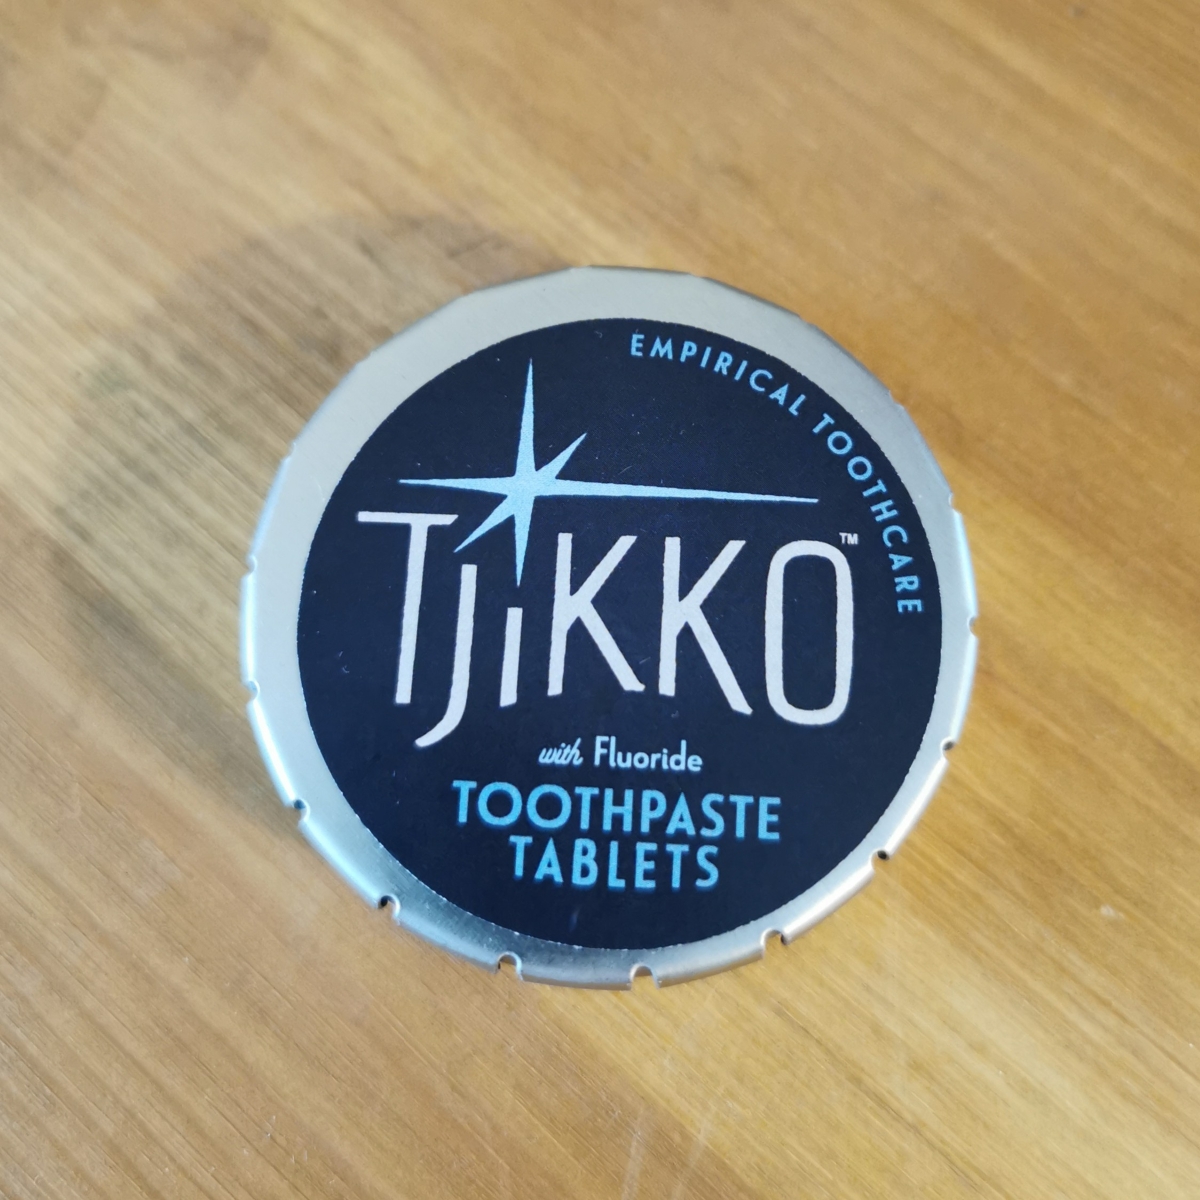 EMPIRICAL TOOTHCARE
TJiKKO™
with Fluoride
TOOTHPASTE
TABLETS